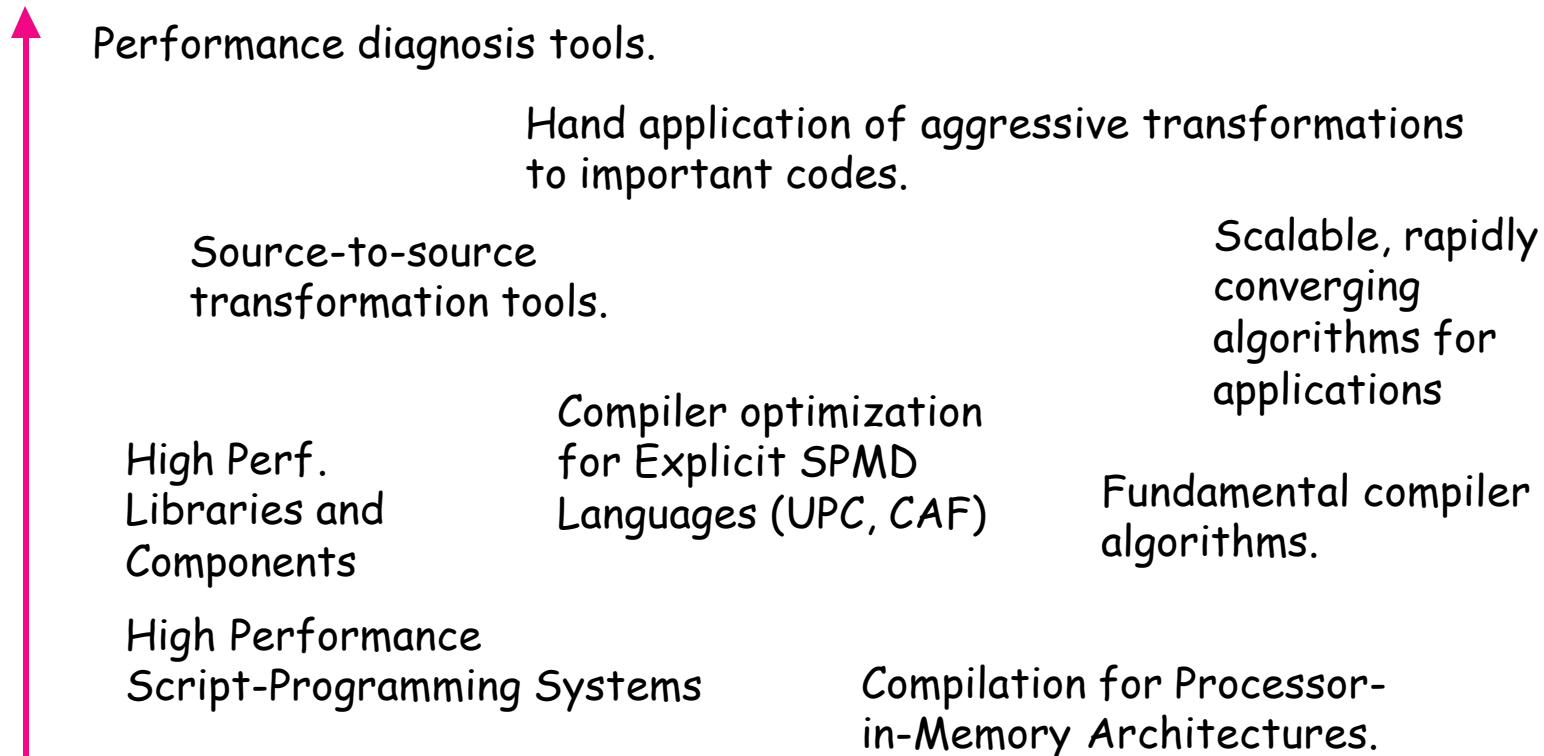 Performance diagnosis tools.
Hand application of aggressive transformations
to important codes.
Source-to-source
transformation tools.
Scalable, rapidly
converging
algorithms for
applications
Compiler optimization
for Explicit SPMD
Languages (UPC, CAF)
High Perf.
Libraries and
Components
Fundamental compiler
algorithms.
High Performance
Script-Programming Systems
Compilation for Processor-
in-Memory Architectures.